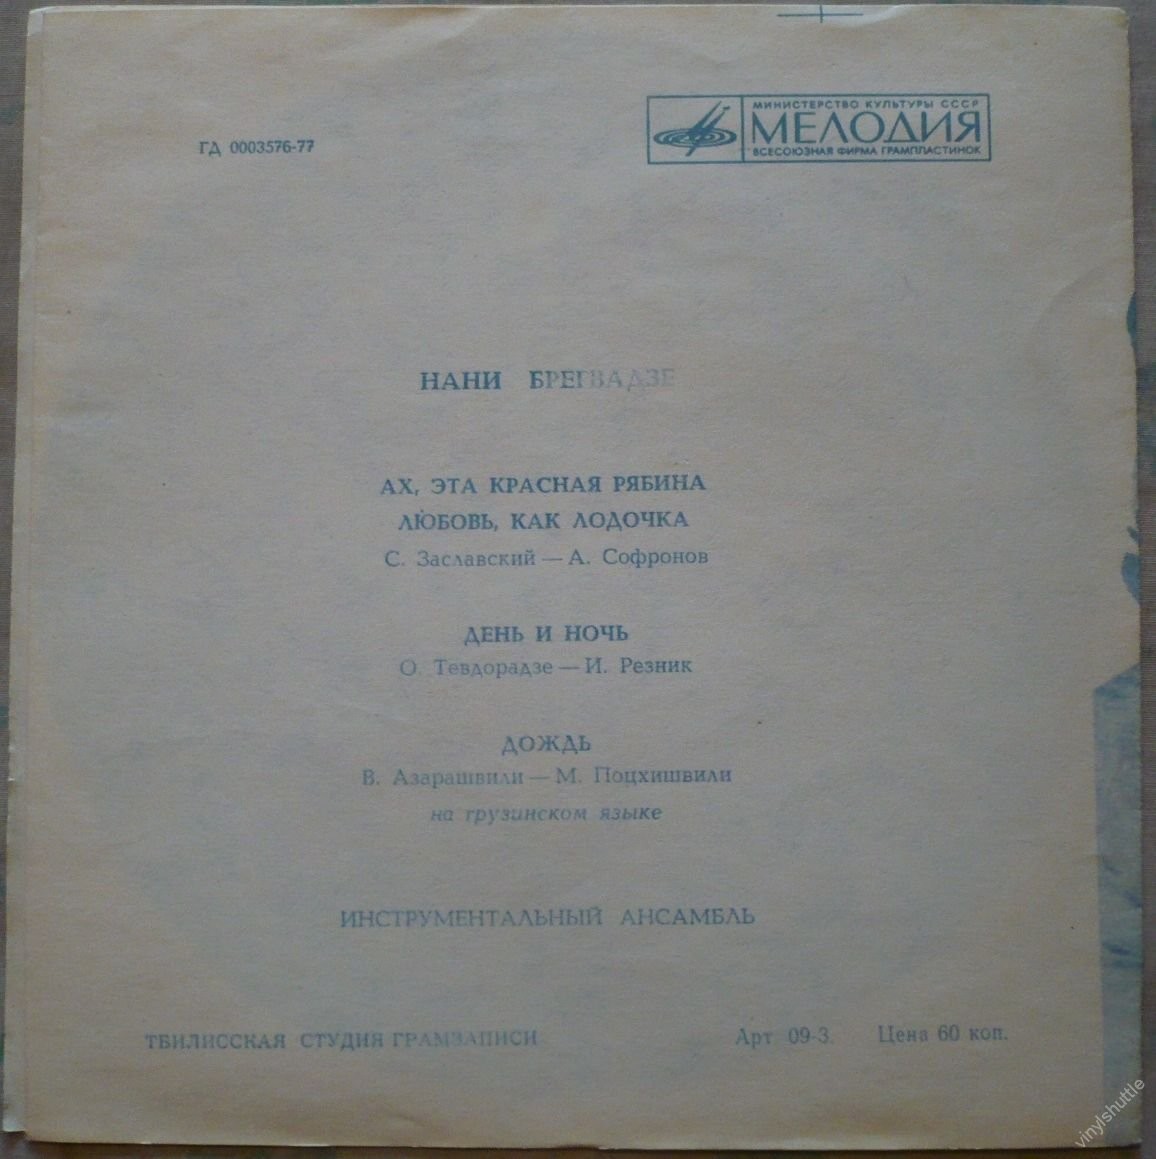 ГД 0003576-77
МИНИСТЕРСТВО КУЛЬТУРЫ СССР
МЕЛОДИЯ
ВСЕСОЮЗНАЯ ФИРМА ГРАМПЛАСТИНОК
НАНИ БРЕГВАДЗЕ
АХ, ЭТА КРАСНАЯ РЯБИНА
ЛЮБОВЬ, КАК ЛОДОЧКА
С. Заславский — А. Софронов
ДЕНЬ И НОЧЬ
О. Тевдорадзе — И. Резник
ДОЖДЬ
В. Азарашвили — М. Поцхишвили
на грузинском языке
ИНСТРУМЕНТАЛЬНЫЙ АНСАМБЛЬ
ТБИЛИССКАЯ СТУДИЯ ГРАМЗАПИСИ
Арт. 09-3. Цена 60 коп.
vinylshuttle